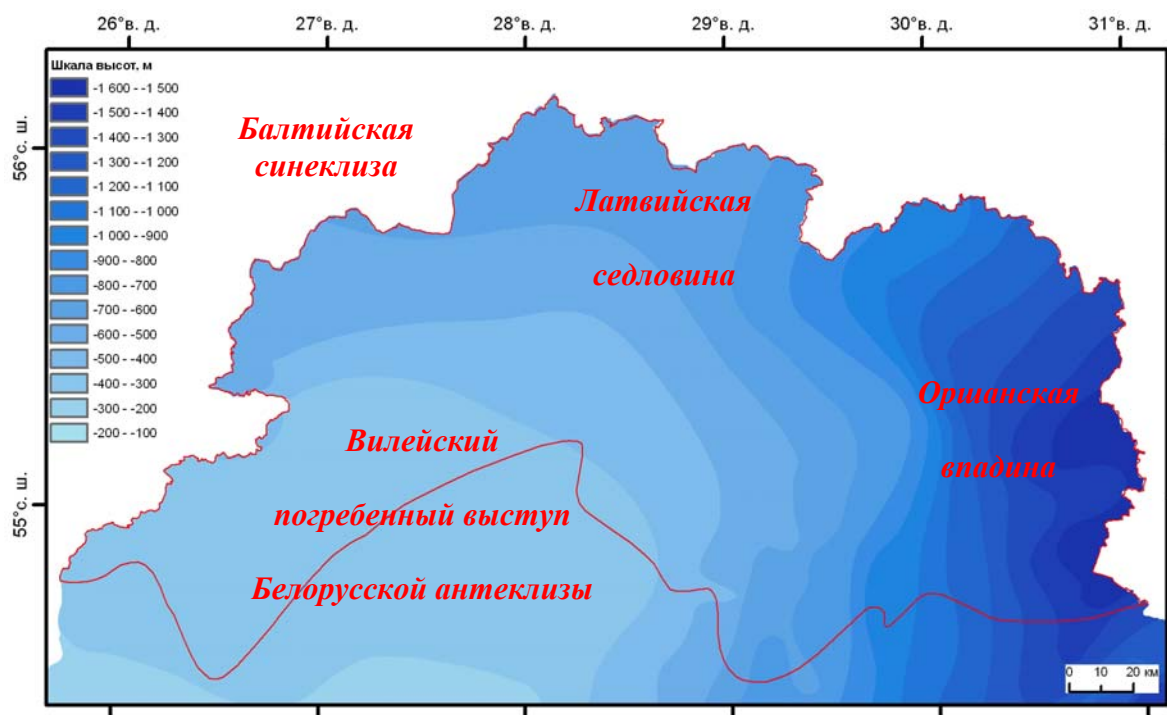 26°в. д.
27°в. д.
28°в. д.
29°в. д.
30°в. д.
31°в. д.
Шкала высот, м
-1 600 - -1 500
-1 500 - -1 400
-1 400 - -1 300
-1 300 - -1 200
-1 200 - -1 100
-1 100 - -1 000
-1 000 - -900
-900 - -800
-800 - -700
-700 - -600
-600 - -500
-500 - -400
-400 - -300
-300 - -200
-200 - -100
56°с. ш.
55°с. ш.
Балтийская
синеклиза
Латвийская
седловина
Оршанская
впадина
Вилейский
погребенный выступ
Белорусской антеклизы
0 10 20 км